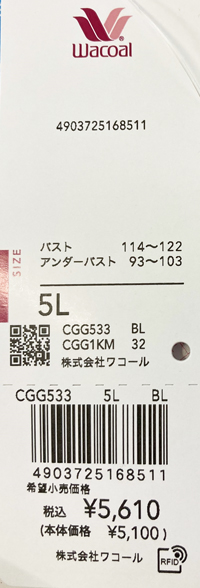 Wacoal
4903725168511
SIZE
バスト 114～122
アンダーバスト 93～103
5L
CGG533 BL
CGG1KM 32
株式会社ワコール
CGG533 5L BL
4903725168511
希望小売価格
税込 ¥5,610
(本体価格 ¥5,100)
株式会社ワコール
RFID